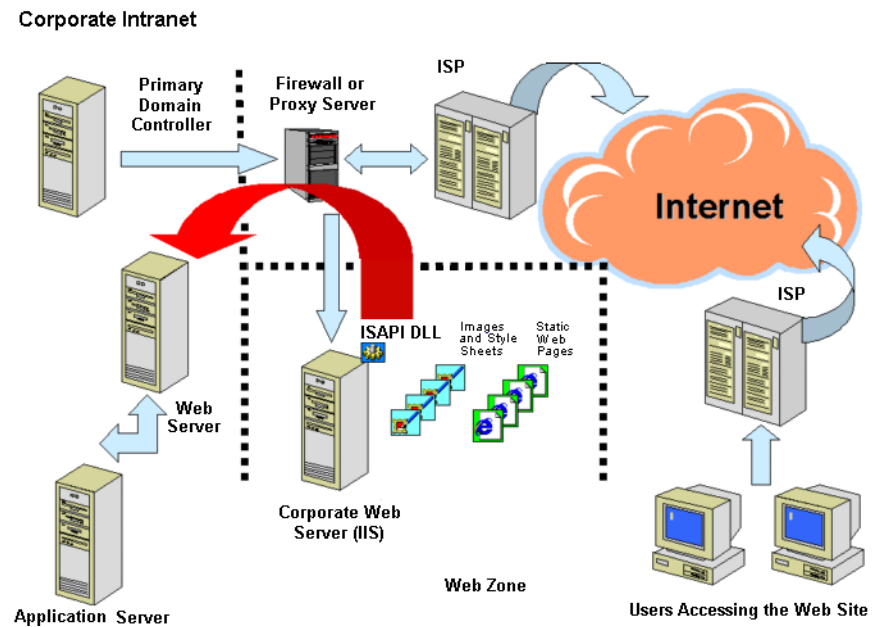 Corporate Intranet
Primary
Domain
Controller
Firewall or
Proxy Server
ISP
Internet
ISP
ISAPI DLL
Images
and Style
Sheets
Static
Web
Pages
Web
Server
Corporate Web
Server (IIS)
Web Zone
Application Server
Users Accessing the Web Site